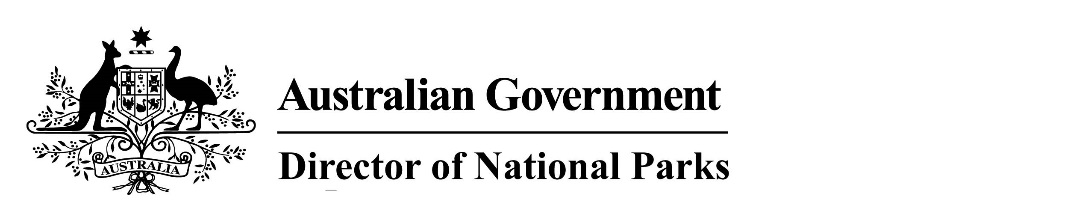 Australian Government
Director of National Parks
AUSTRALIA